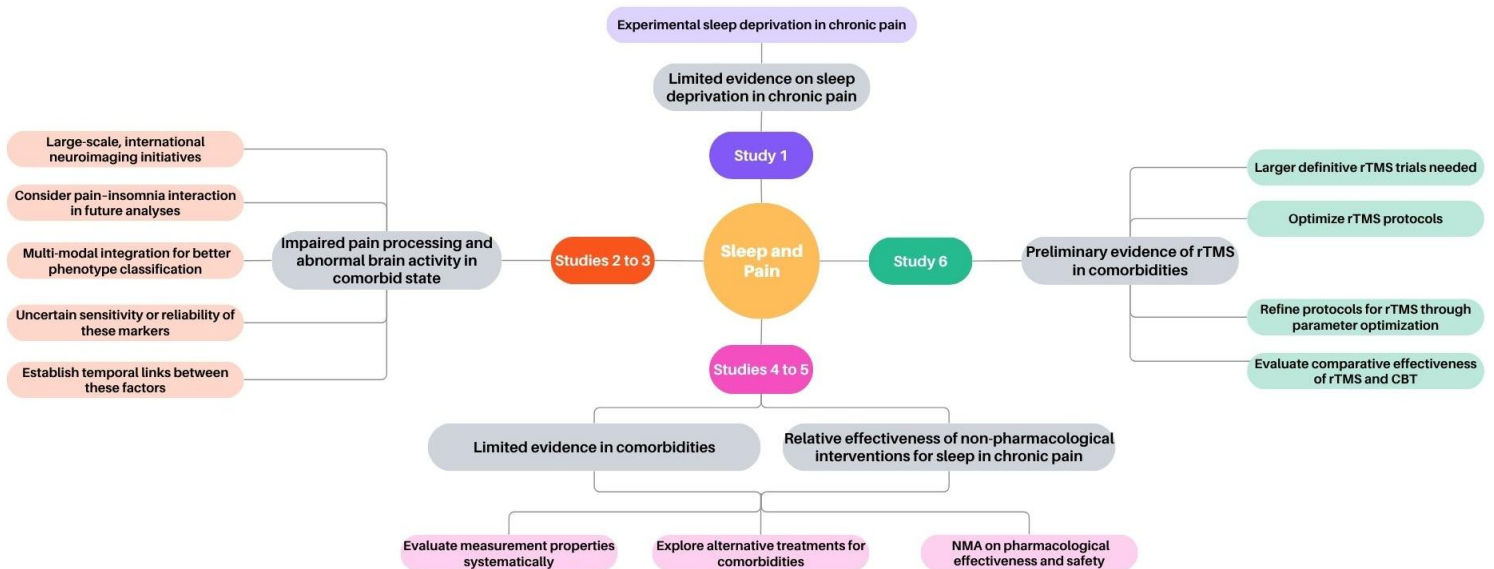 Experimental sleep deprivation in chronic pain
Limited evidence on sleep
deprivation in chronic pain
Study 1
Sleep and
Pain
Large-scale, international
neuroimaging initiatives
Consider pain-insomnia interaction
in future analyses
Multi-modal integration for better
phenotype classification
Uncertain sensitivity or reliability of
these markers
Establish temporal links between
these factors
Impaired pain processing and
abnormal brain activity in
comorbid state
Studies 2 to 3
Study 6
Preliminary evidence of rTMS
in comorbidities
Larger definitive rTMS trials needed
Optimize rTMS protocols
Refine protocols for rTMS through
parameter optimization
Evaluate comparative effectiveness
of rTMS and CBT
Studies 4 to 5
Limited evidence in comorbidities
Relative effectiveness of non-pharmacological
interventions for sleep in chronic pain
Evaluate measurement properties
systematically
Explore alternative treatments for
comorbidities
NMA on pharmacological
effectiveness and safety